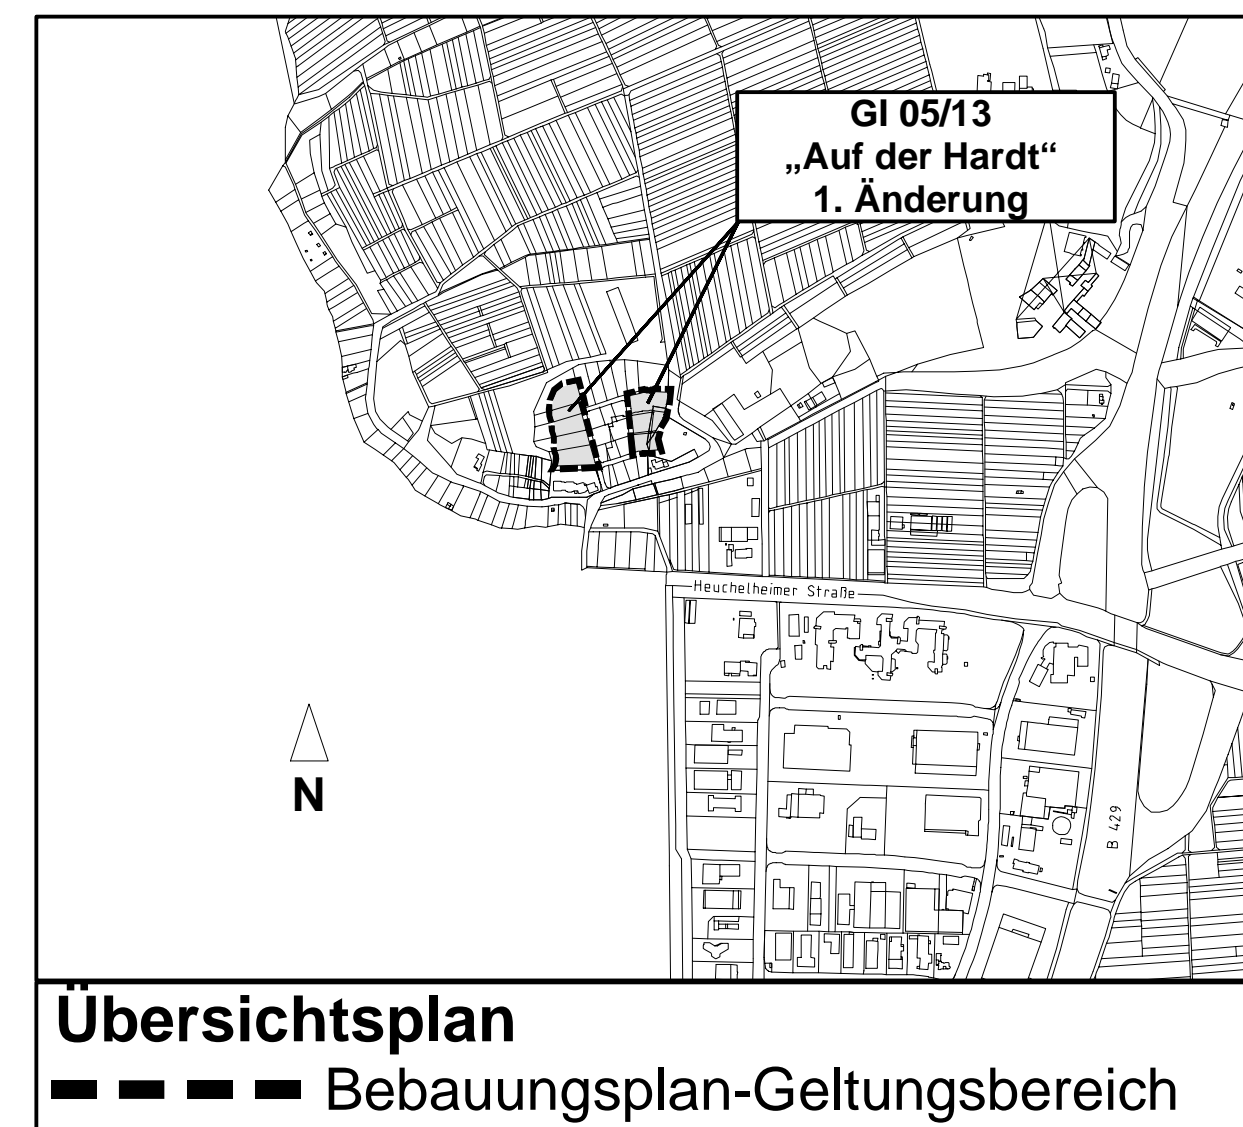 GI 05/13
„Auf der Hardt“
1. Änderung
Heuchelheimer Straße
B 429
N
Übersichtsplan
Bebauungsplan-Geltungsbereich